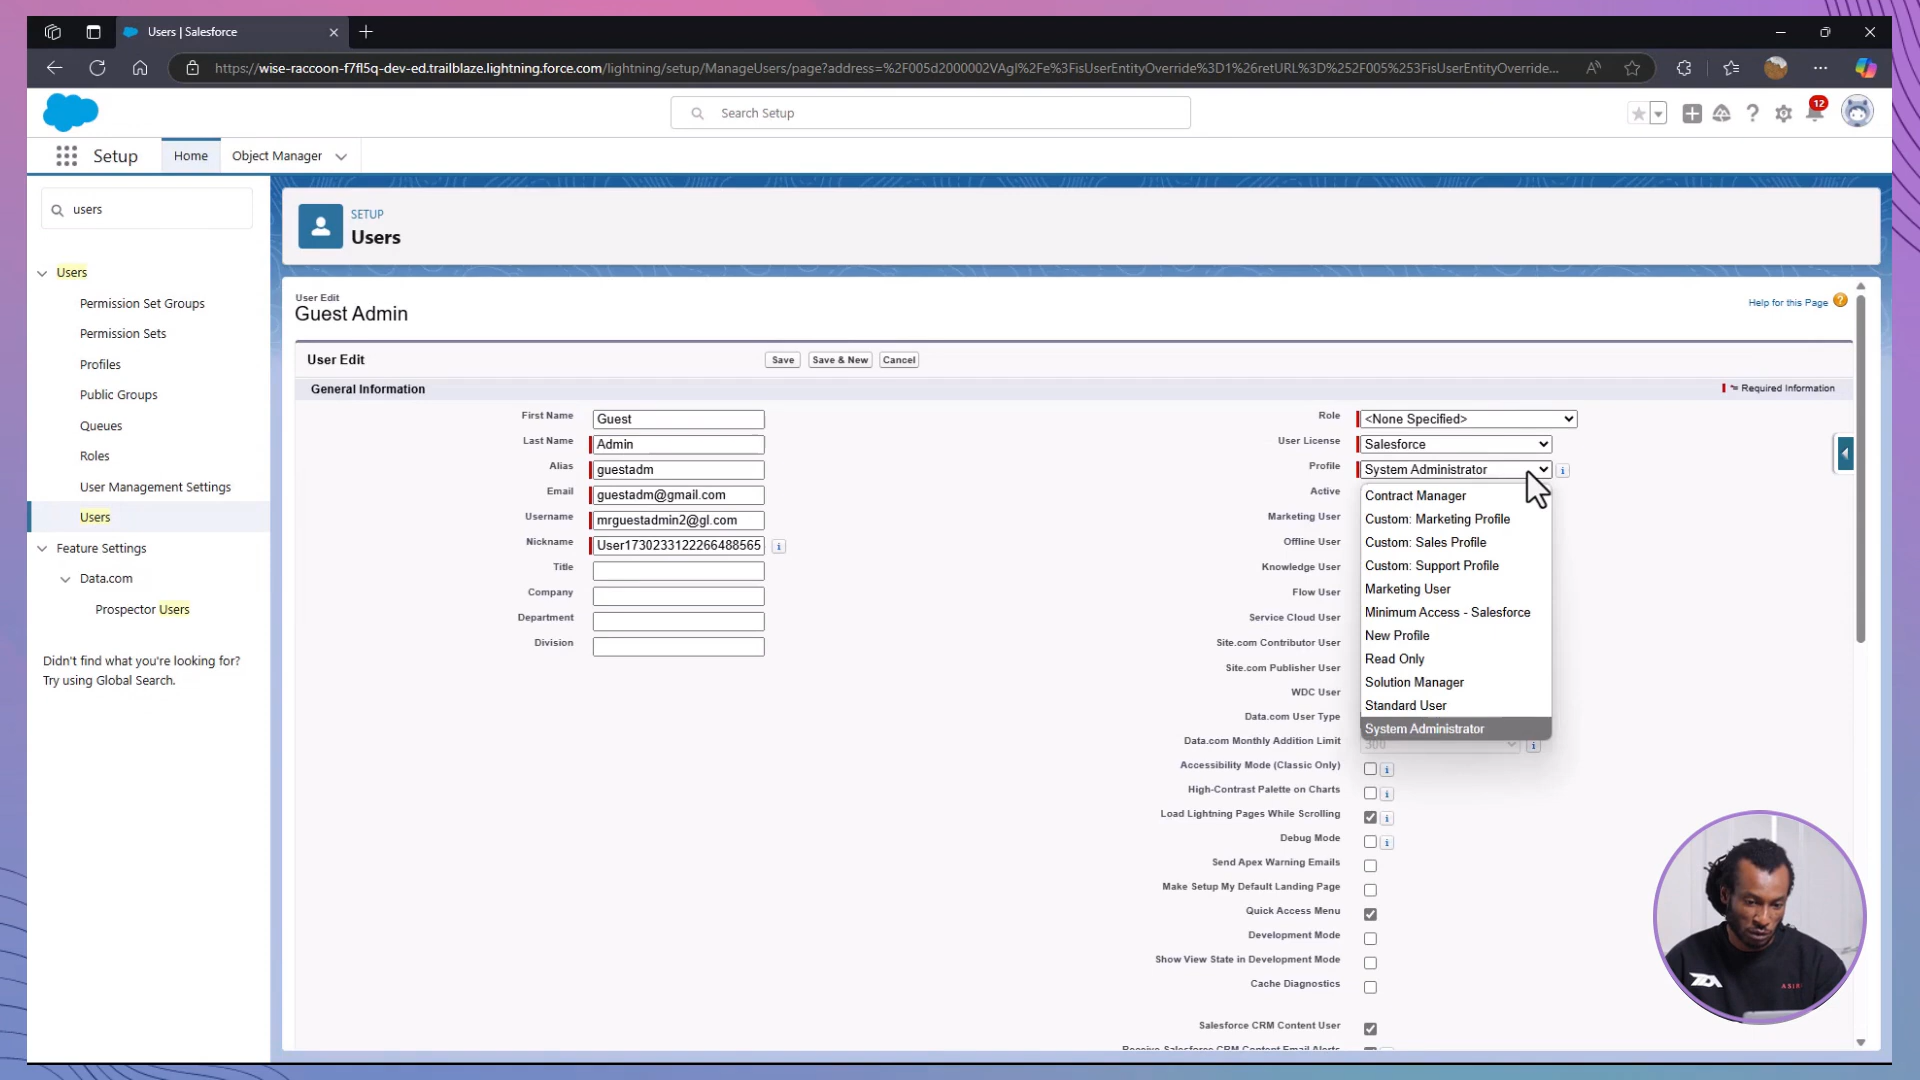 Users | Salesforce
https://wise-raccoon-f7fl5q-dev-ed.trailblaze.lightning.force.com/lightning/setup/ManageUsers/page?address=%2F005d2000002VAgl%2Fe%3FisUserEntityOverride%3D1%26retURL%3D%252F005%253FisUserEntityOverride...
Search Setup
12
Setup
Home
Object Manager
users
SETUP
Users
Users
Permission Set Groups
Permission Sets
Profiles
Public Groups
Queues
Roles
User Management Settings
Users
Feature Settings
Data.com
Prospector Users
Didn't find what you're looking for?
Try using Global Search.
User Edit
Guest Admin
Help for this Page
User Edit
Save
Save & New
Cancel
General Information
= Required Information
First Name Guest
Last Name Admin
Alias guestadm
Email guestadm@gmail.com
Username mrguestadmin2@gl.com
Nickname User1730233122266488565
Title
Company
Department
Division
Role <None Specified>
User License Salesforce
Profile System Administrator
Active
Marketing User
Offline User
Knowledge User
Flow User
Service Cloud User
Site.com Contributor User
Site.com Publisher User
WDC User
Data.com User Type
Data.com Monthly Addition Limit 300
Contract Manager
Custom: Marketing Profile
Custom: Sales Profile
Custom: Support Profile
Marketing User
Minimum Access - Salesforce
New Profile
Read Only
Solution Manager
Standard User
System Administrator
Accessibility Mode (Classic Only)
High-Contrast Palette on Charts
Load Lightning Pages While Scrolling
Debug Mode
Send Apex Warning Emails
Make Setup My Default Landing Page
Quick Access Menu
Development Mode
Show View State in Development Mode
Cache Diagnostics
Salesforce CRM Content User
Receive Salesforce CRM Content Email Alerts